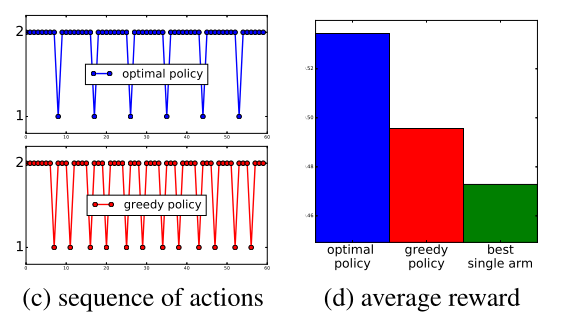 2
optimal policy
1
0 10 20 30 40 50 60
2
greedy policy
1
0 10 20 30 40 50 60
(c) sequence of actions
.52
.50
.48
.46
optimal policy
greedy policy
best single arm
(d) average reward